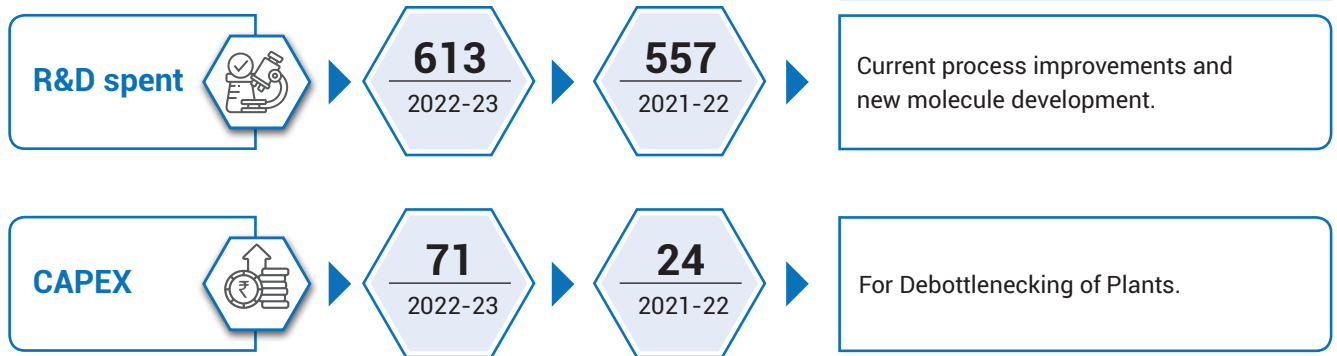 R&D spent
613
2022-23
557
2021-22
Current process improvements and
new molecule development.
CAPEX
₹
71
2022-23
24
2021-22
For Debottlenecking of Plants.